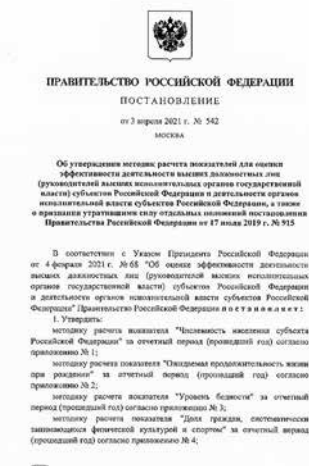 ПРАВИТЕЛЬСТВО РОССИЙСКОЙ ФЕДЕРАЦИИ
ПОСТАНОВЛЕНИЕ
от 3 апреля 2021 г. № 542
МОСКВА
Об утверждении методик расчета показателей для оценки
эффективности деятельности высших должностных лиц
(руководителей высших исполнительных органов государственной
власти) субъектов Российской Федерации и деятельности органов
исполнительной власти субъектов Российской Федерации, а также
о признании утратившими силу отдельных положений постановления
Правительства Российской Федерации от 17 июля 2019 г. № 915
В соответствии с Указом Президента Российской Федерации
от 4 февраля 2021 г. № 68 "Об оценке эффективности деятельности
высших должностных лиц (руководителей высших исполнительных
органов государственной власти) субъектов Российской Федерации
и деятельности органов исполнительной власти субъектов Российской
Федерации" Правительство Российской Федерации постановляет:
1. Утвердить:
методику расчета показателя "Численность населения субъекта
Российской Федерации" за отчетный период (прошедший год) согласно
приложению № 1;
методику расчета показателя "Ожидаемая продолжительность жизни
при рождении" за отчетный период (прошедший год) согласно
приложению № 2;
методику расчета показателя "Уровень бедности" за отчетный
период (прошедший год) согласно приложению № 3;
методику расчета показателя "Доля граждан, систематически
занимающихся физической культурой и спортом" за отчетный период
(прошедший год) согласно приложению № 4;